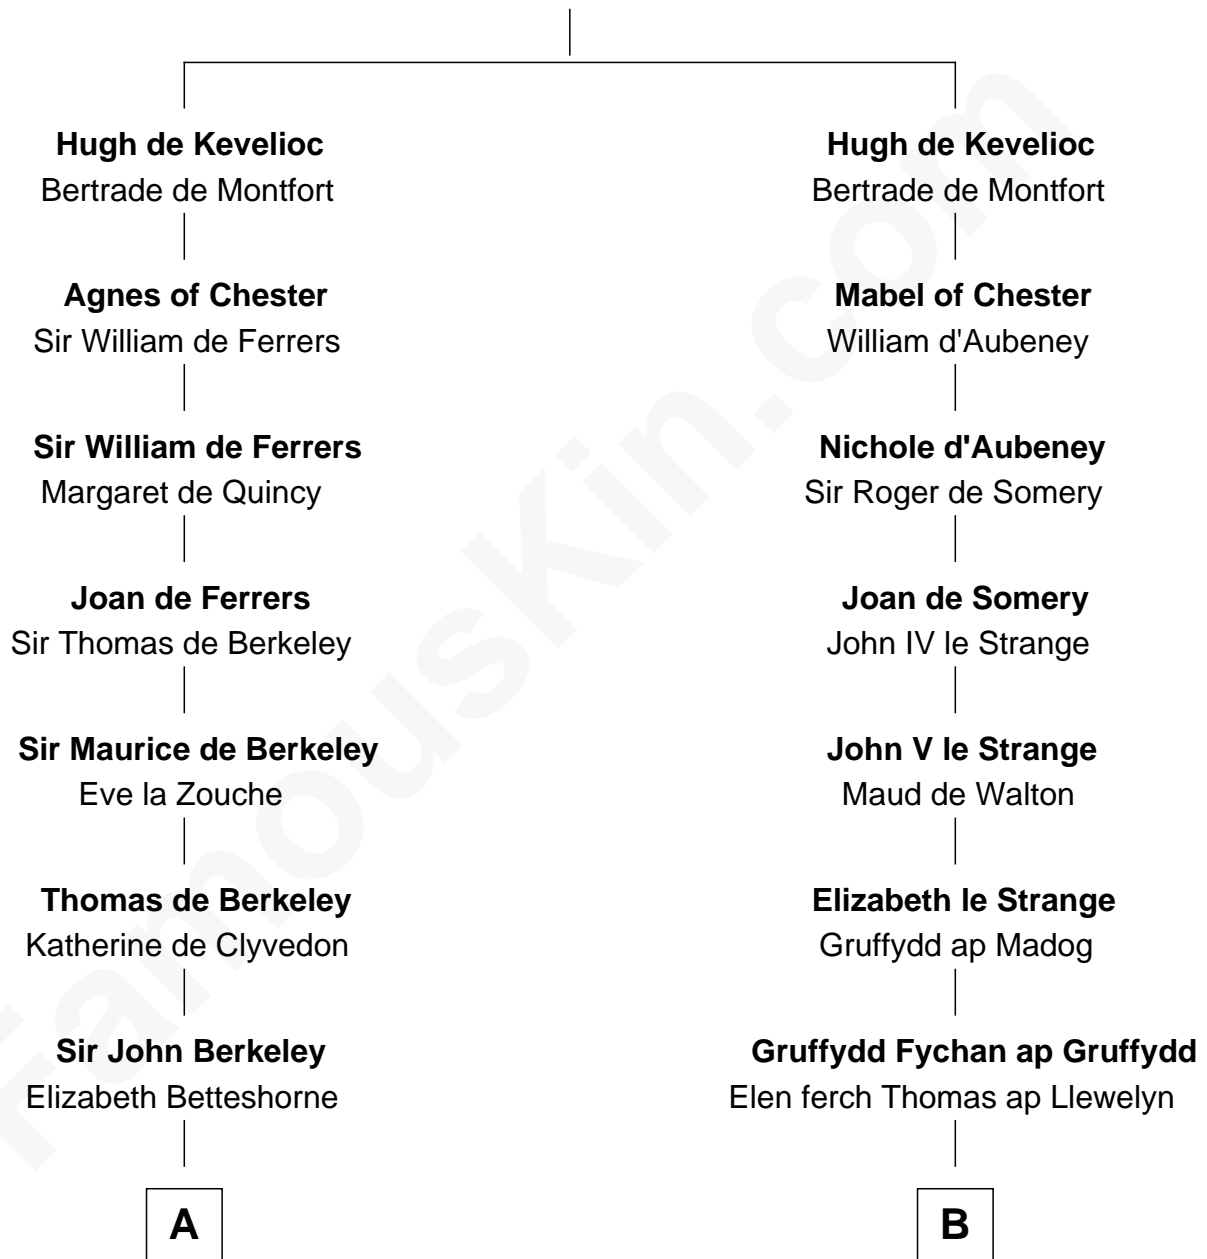 Hugh de Kevelioc
Bertrade de Montfort
Agnes of Chester
Sir William de Ferrers
Sir William de Ferrers
Margaret de Quincy
Joan de Ferrers
Sir Thomas de Berkeley
Sir Maurice de Berkeley
Eve la Zouche
Thomas de Berkeley
Katherine de Clyvedon
Sir John Berkeley
Elizabeth Betteshorne
A
Hugh de Kevelioc
Bertrade de Montfort
Mabel of Chester
William d'Aubeney
Nichole d'Aubeney
Sir Roger de Somery
Joan de Somery
John IV le Strange
John V le Strange
Maud de Walton
Elizabeth le Strange
Gruffydd ap Madog
Gruffydd Fychan ap Gruffydd
Elen ferch Thomas ap Llewelyn
B
FamousKin.com